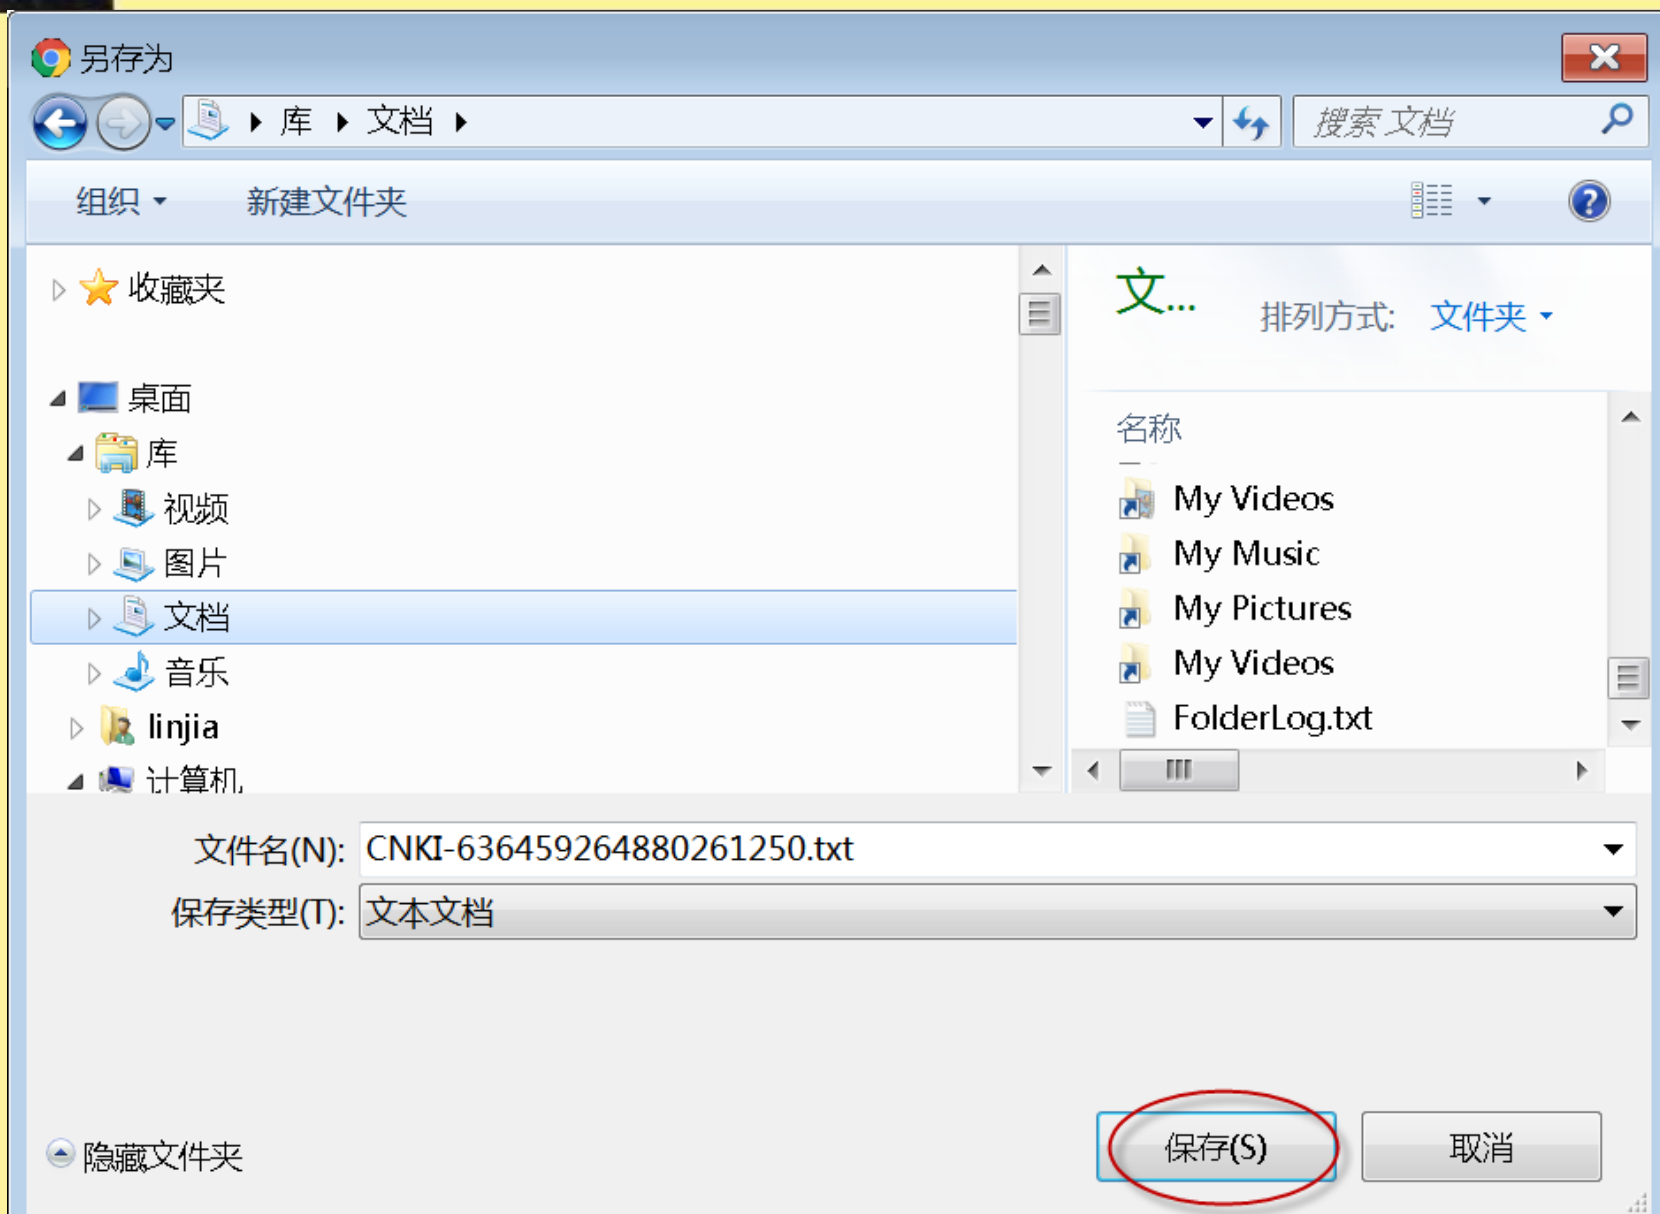 另存为
库 文档
搜索 文档
组织 新建文件夹
收藏夹
桌面
库
视频
图片
文档
音乐
linjia
计算机
文...
排列方式: 文件夹
名称
My Videos
My Music
My Pictures
My Videos
FolderLog.txt
文件名(N): CNKI-636459264880261250.txt
保存类型(T): 文本文档
隐藏文件夹
保存(S) 取消